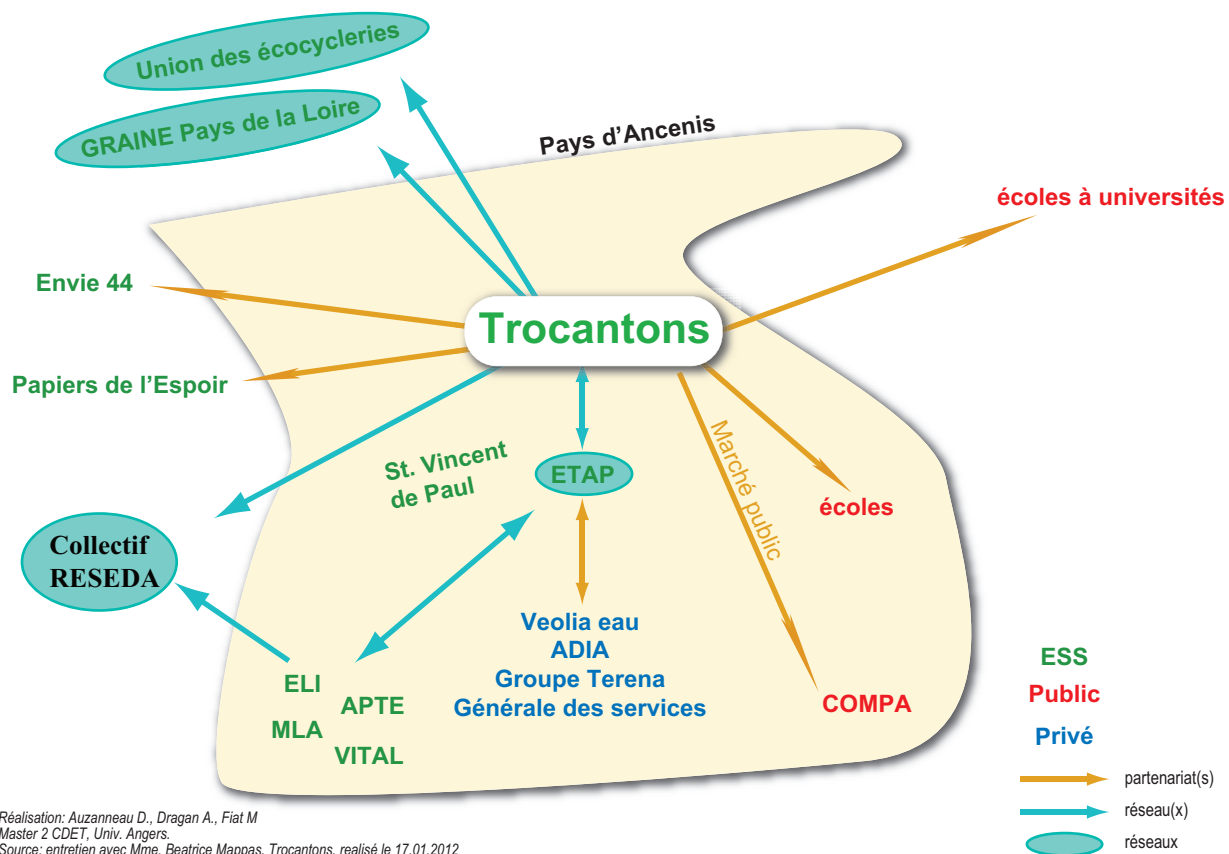 Union des écocycleries
GRAINE Pays de la Loire
Pays d'Ancenis
écoles à universités
Envie 44
Trocantons
Papiers de l'Espoir
St. Vincent
de Paul
ETAP
Marché public
écoles
Collectif
RESEDA
Veolia eau
ADIA
Groupe Terena
Générale des services
ELI
APTE
MLA
VITAL
COMPA
ESS
Public
Privé
partenariat(s)
réseau(x)
réseaux
Réalisation: Auzanneau D., Dragan A., Fiat M
Master 2 CDET, Univ. Angers.
Source: entretien avec Mme. Beatrice Mappas, Trocantons, realisé le 17.01.2012